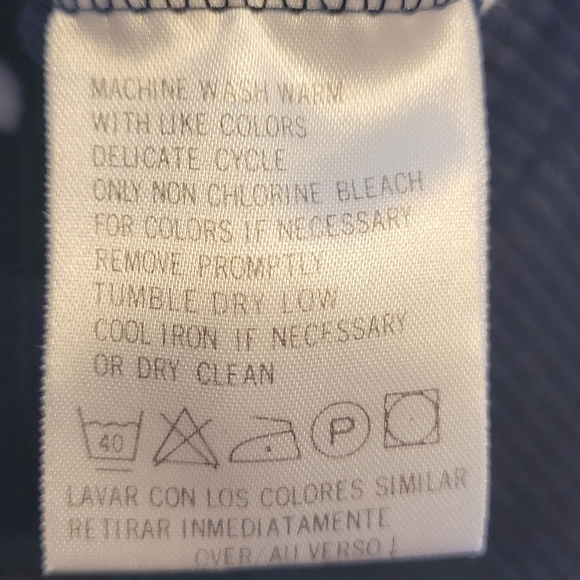 MACHINE WASH WARM
WITH LIKE COLORS
DELICATE CYCLE
ONLY NON CHLORINE BLEACH
FOR COLORS IF NECESSARY
REMOVE PROMPTLY
TUMBLE DRY LOW
COOL IRON IF NECESSARY
OR DRY CLEAN
40 P
LAVAR CON LOS COLORES SIMILAR
RETIRAR INMEDIATAMENTE
OVER/AU VERSO